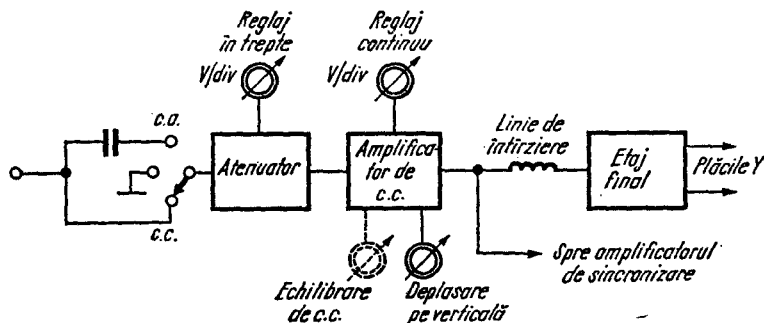 Reglaj
în trepte
V/div
Reglaj
continuu
V/div
c.a.
c.c.
Atenuator
Amplifica-
tor de
c.c.
Linie de
întîrziere
Etaj
final
Plăcile Y
Echilibrare
de c.c.
Deplasare
pe verticală
Spre amplificatorul
de sincronizare